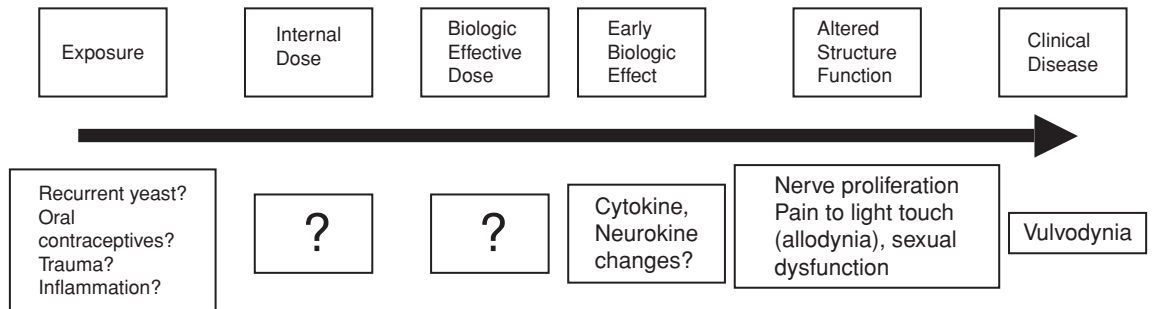 Exposure
Internal
Dose
Biologic
Effective
Dose
Early
Biologic
Effect
Altered
Structure
Function
Clinical
Disease
Recurrent yeast?
Oral
contraceptives?
Trauma?
Inflammation?
?
?
Cytokine,
Neurokine
changes?
Nerve proliferation
Pain to light touch
(allodynia), sexual
dysfunction
Vulvodynia